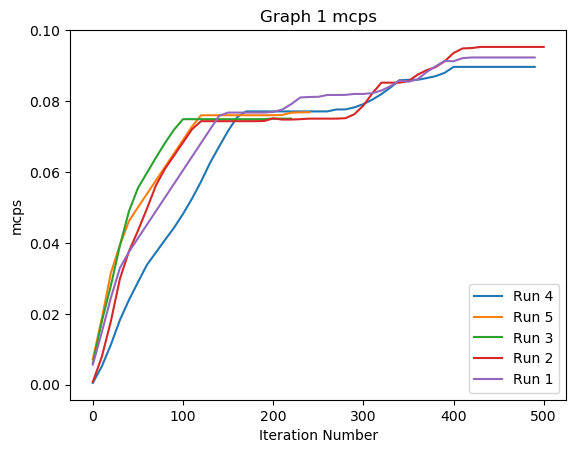 Graph 1 mcps
0.10
0.08
0.06
0.04
0.02
0.00
mcps
0 100 200 300 400 500
Iteration Number
Run 4
Run 5
Run 3
Run 2
Run 1